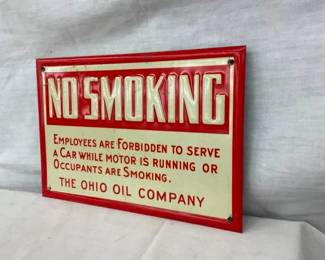 NO SMOKING
EMPLOYEES ARE FORBIDDEN TO SERVE
A CAR WHILE MOTOR IS RUNNING OR
OCCUPANTS ARE SMOKING.
THE OHIO OIL COMPANY